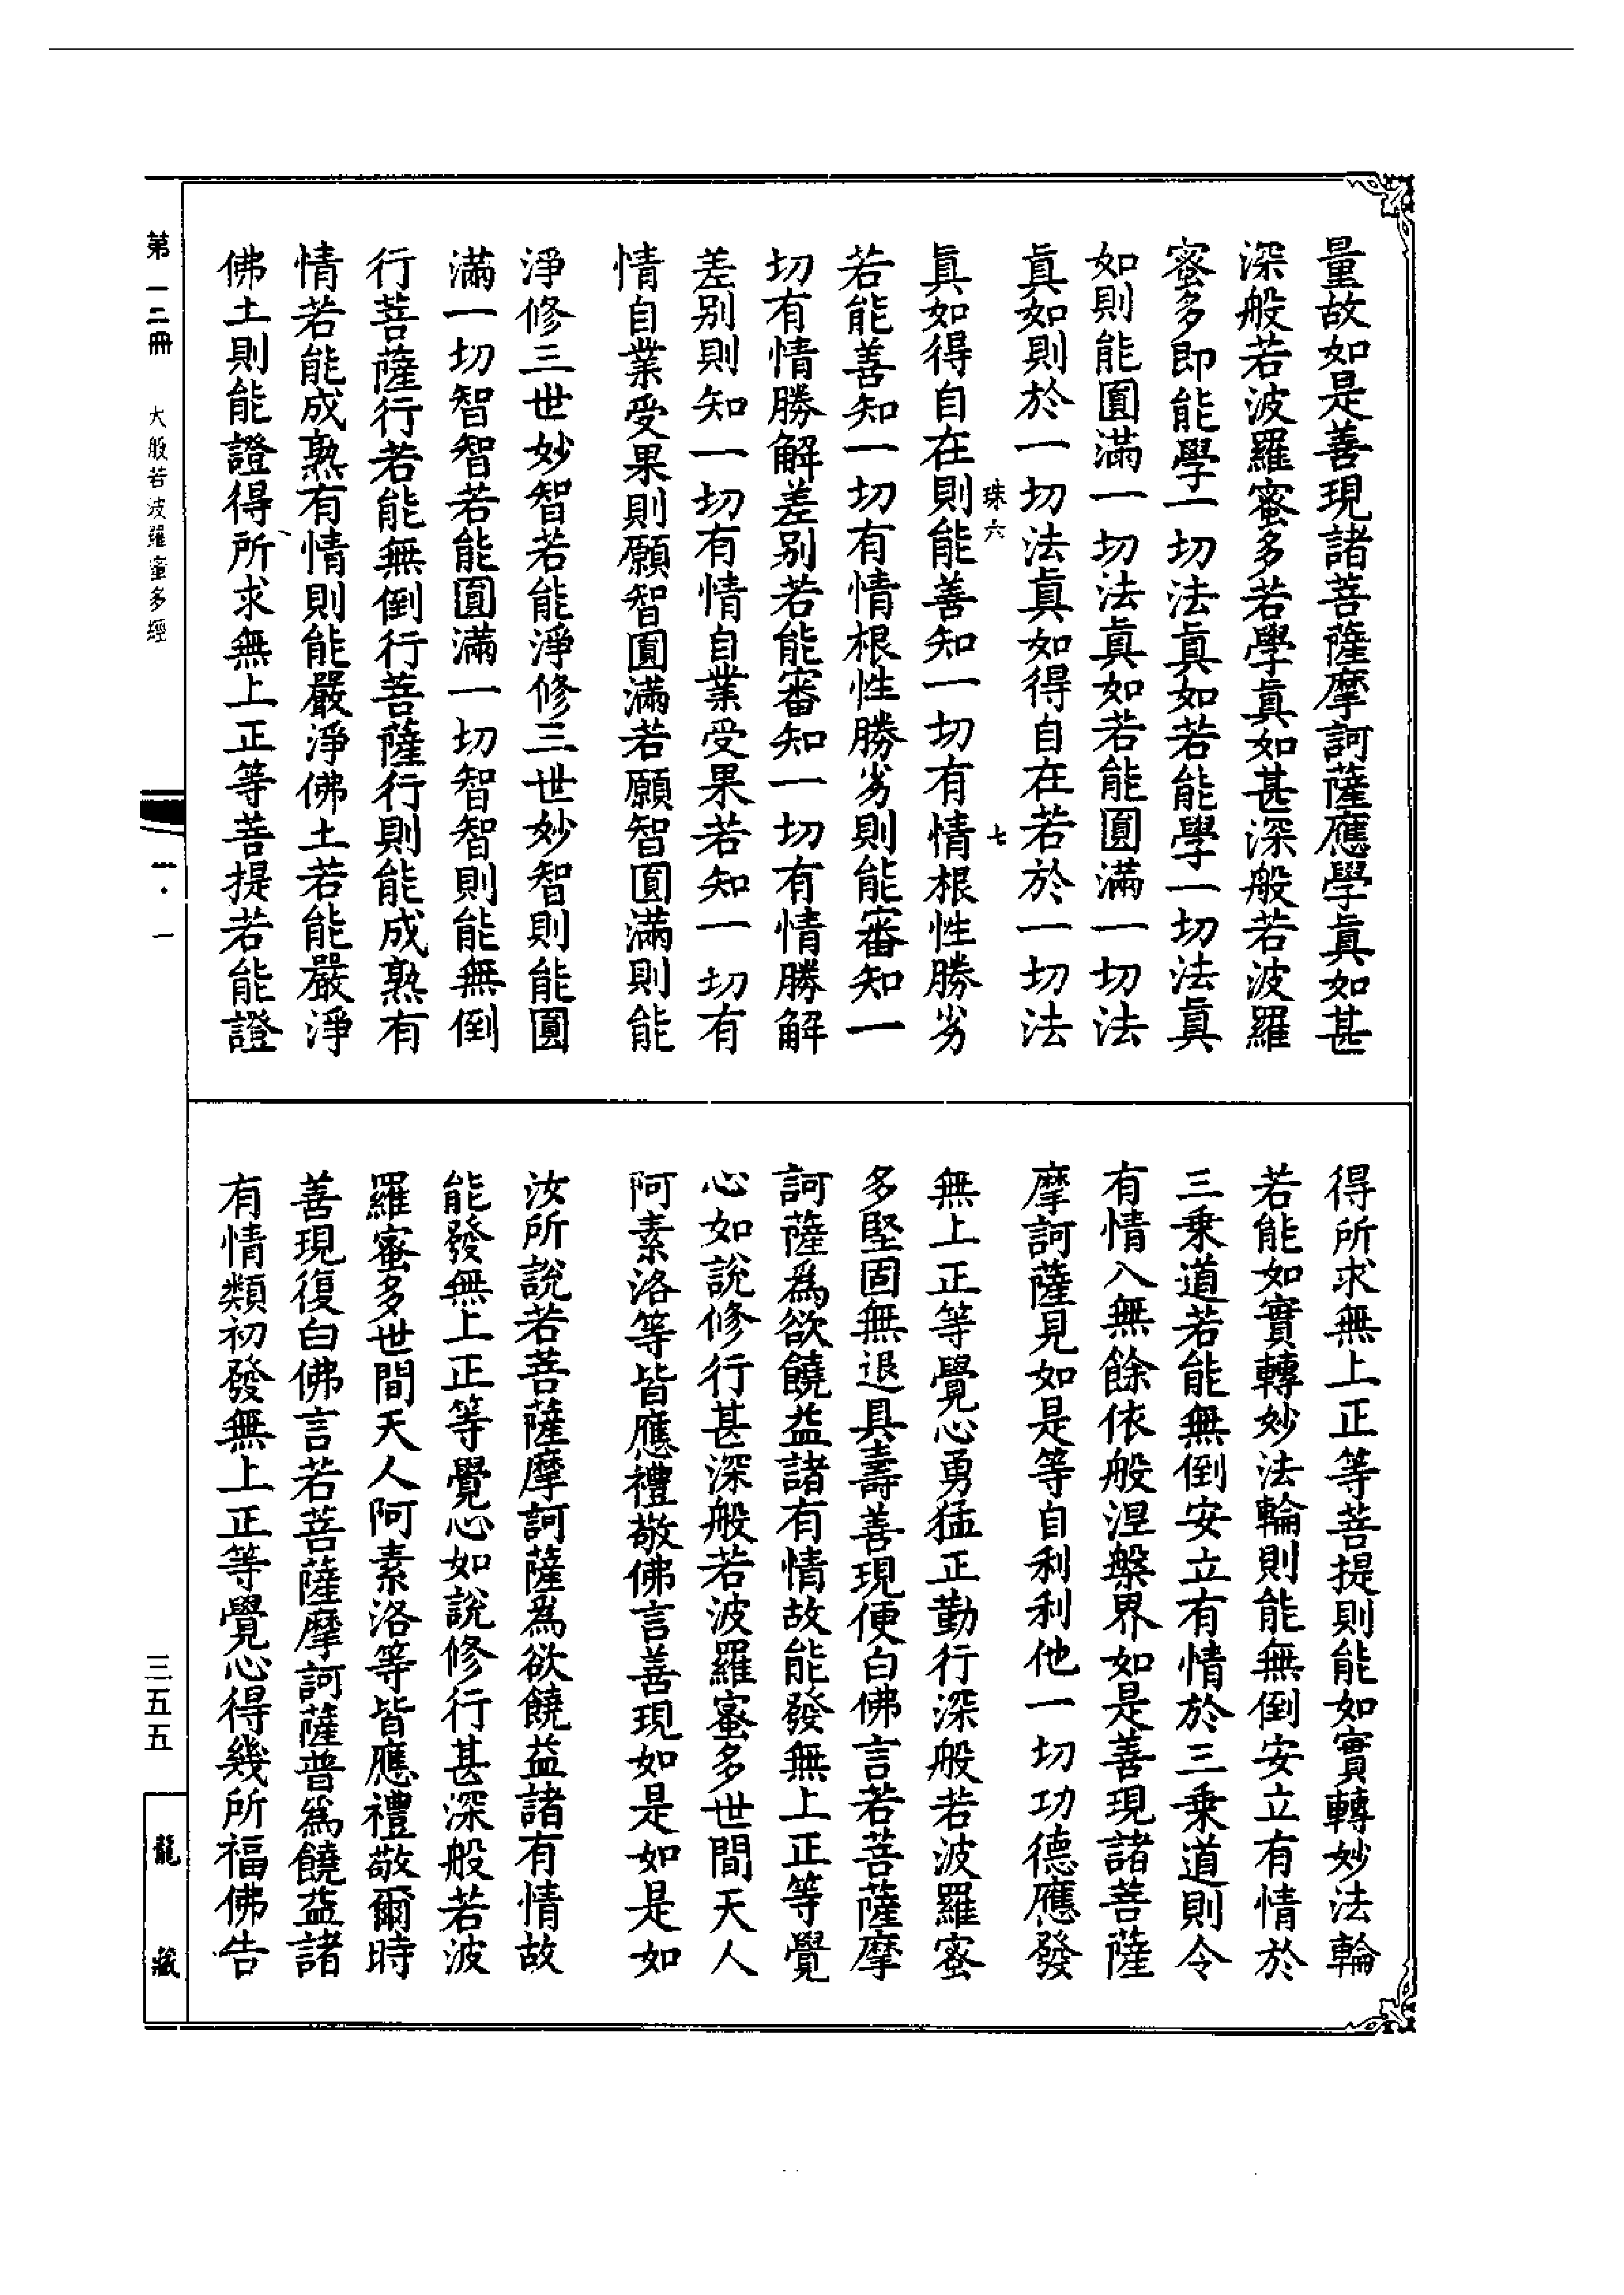 量故如是善現諸菩薩摩訶薩應學眞如甚
深般若波羅蜜多若學眞如甚深般若波羅
蜜多即能學一切法眞如若能學一切法眞
如則能圓滿一切法眞如若能圓滿一切法
眞如則於一切法眞如得自在若於一切法
珠六 七
眞如得自在則能善知一切有情根性勝劣
若能善知一切有情根性勝劣則能審知一
切有情勝解差别若能審知一切有情勝解
差别則知一切有情自業受果若知一切有
情自業受果則願智圓滿若願智圓滿則能
淨修三世妙智若能淨修三世妙智則能圓
滿一切智智若能圓滿一切智智則能無倒
行菩薩行若能無倒行菩薩行則能成熟有
情若能成熟有情則能嚴淨佛土若能嚴淨
佛土則能證得所求無上正等菩提若能證
得所求無上正等菩提則能如實轉妙法輪
若能如實轉妙法輪則能無倒安立有情於
三乗道若能無倒安立有情於三乗道則令
有情入無餘依般涅槃界如是善現諸菩薩
摩訶薩見如是等自利利他一切功德應發
無上正等覺心勇猛正勤行深般若波羅蜜
多堅固無退具壽善現便白佛言若菩薩摩
訶薩爲欲饒益諸有情故能發無上正等覺
心如說修行甚深般若波羅蜜多世間天人
阿素洛等皆應禮敬佛言善現如是如是如
汝所說若菩薩摩訶薩爲欲饒益諸有情故
能發無上正等覺心如說修行甚深般若波
羅蜜多世間天人阿素洛等皆應禮敬爾時
善現復白佛言若菩薩摩訶薩普爲饒益諸
有情類初發無上正等覺心得幾所福佛告
第一二冊 大般若波羅蜜多經
三五五
龍藏